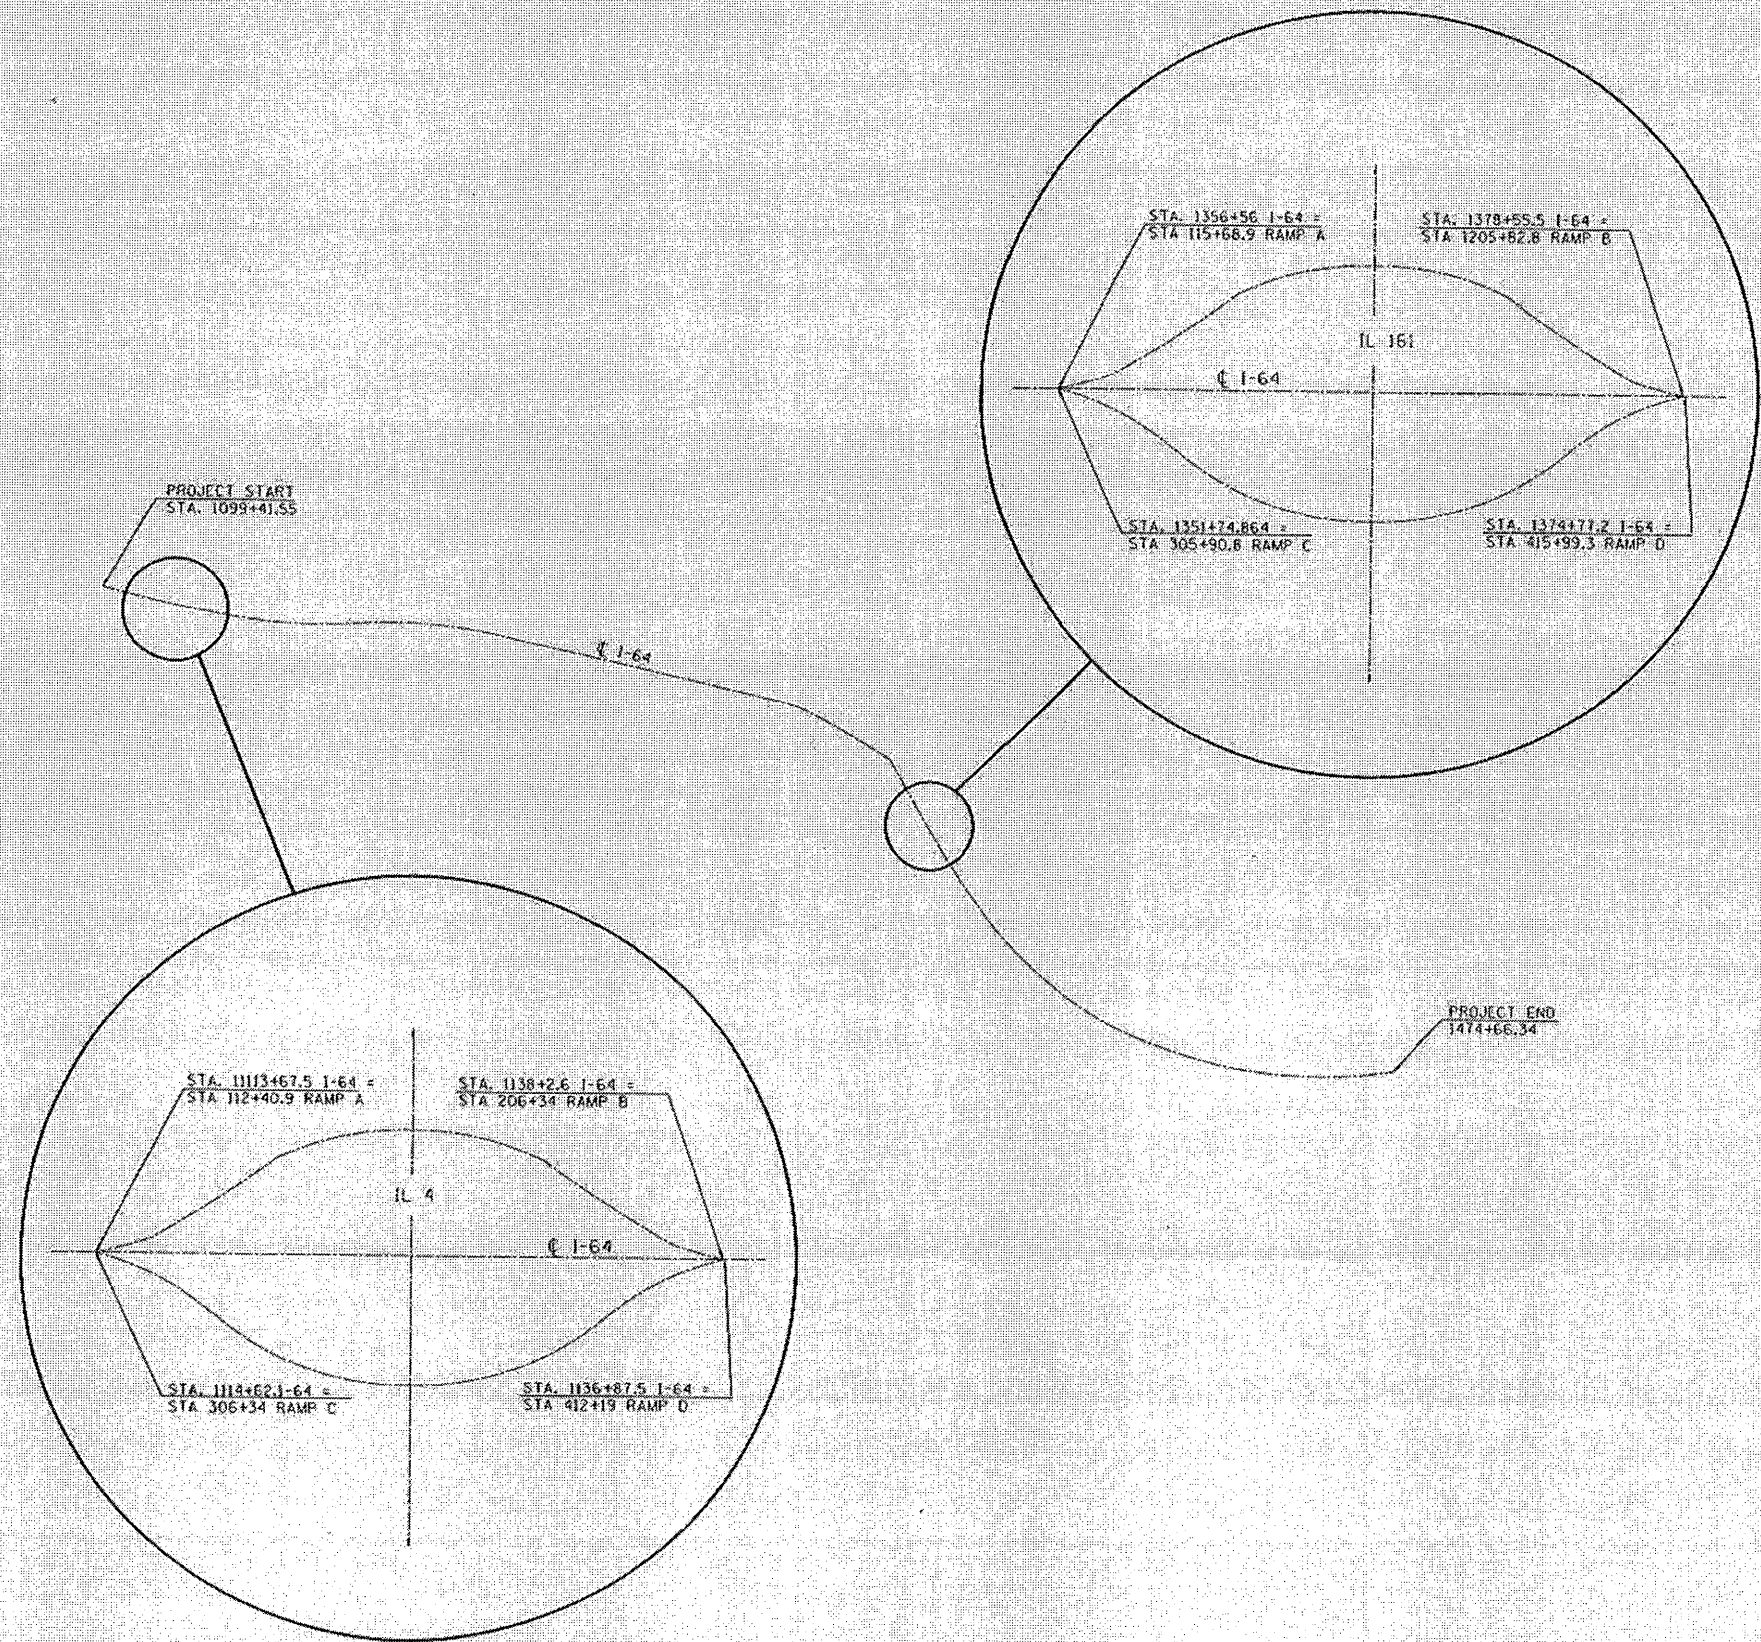 STA. 1356+56 I-64 =
STA 115+68.9 RAMP A
STA. 1378+55.5 I-64 =
STA 1205+82.8 RAMP B
IL 161
℄ I-64
STA. 1351+74.864 =
STA 305+90.8 RAMP C
STA. 1374+77.2 I-64 =
STA 415+99.3 RAMP D
PROJECT START
STA. 1099+41.55
℄ I-64
PROJECT END
1474+66.34
STA. 11113+67.5 I-64 =
STA 112+40.9 RAMP A
STA. 1138+2.6 I-64 =
STA 206+34 RAMP B
IL 4
℄ I-64
STA. 1114+62.1-64 =
STA 306+34 RAMP C
STA. 1136+87.5 I-64 =
STA 412+19 RAMP D